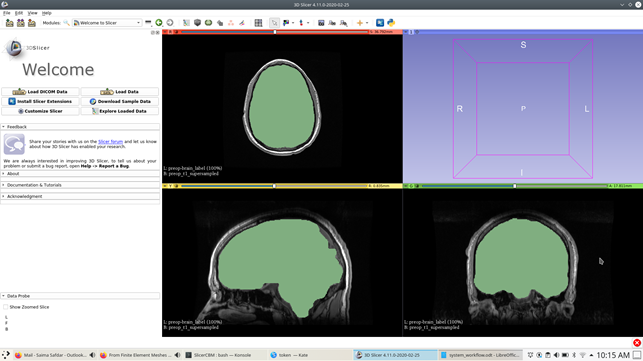 3D Slicer 4.11.0-2020-02-25
File Edit View Help
Modules: Welcome to Slicer
3DSlicer
Welcome
Load DICOM Data
Load Data
Install Slicer Extensions
Download Sample Data
Customize Slicer
Explore Loaded Data
Feedback
Share your stories with us on the Slicer forum and let us know
about how 3D Slicer has enabled your research.
We are always interested in improving 3D Slicer, to tell us about your
problem or submit a bug report, open Help -> Report a Bug.
About
Documentation & Tutorials
Acknowledgment
Data Probe
Show Zoomed Slice
L
F
B
R
L: preop-brain_label (100%)
B: preop_t1_supersampled
1
S
R
P
L
I
Y
L: preop-brain_label (100%)
B: preop_t1_supersampled
G
L: preop-brain_label (100%)
B: preop_t1_supersampled
Mail - Saima Safdar - Outlook...
From Finite Element Meshes ...
SlicerCBM : bash — Konsole
token — Kate
3D Slicer 4.11.0-2020-02-25
system_workflow.odt - LibreOffic...
10:15 AM